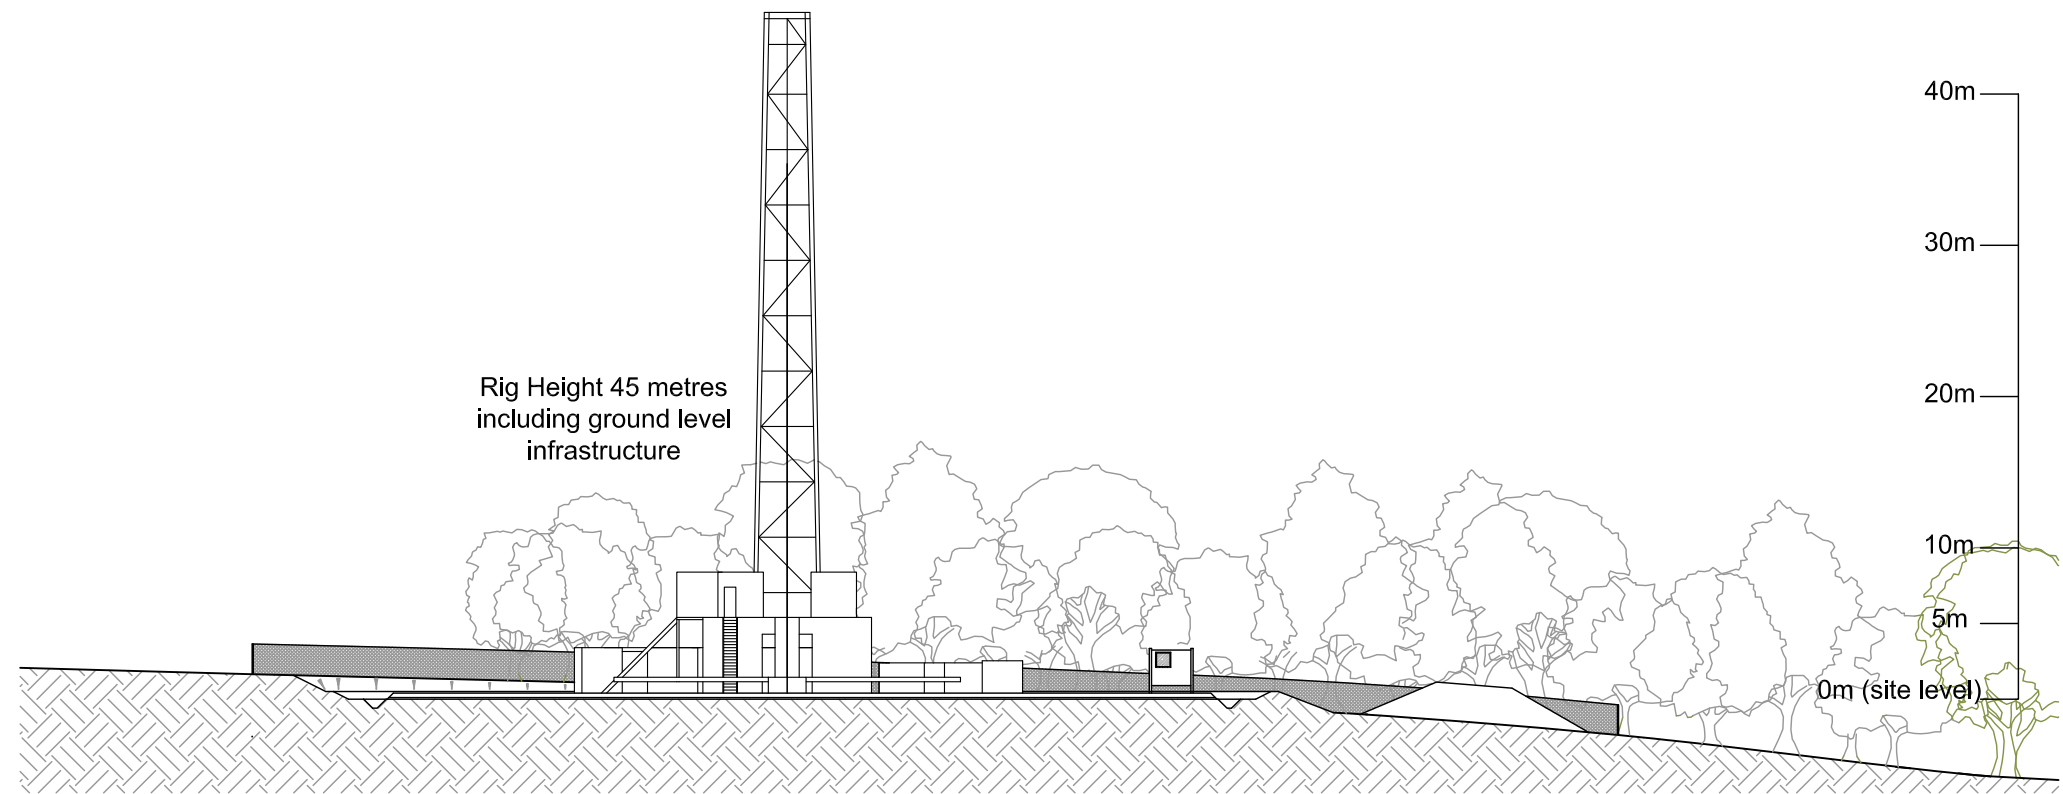 40m
30m
20m
Rig Height 45 metres
including ground level
infrastructure
10m
5m
0m (site level)